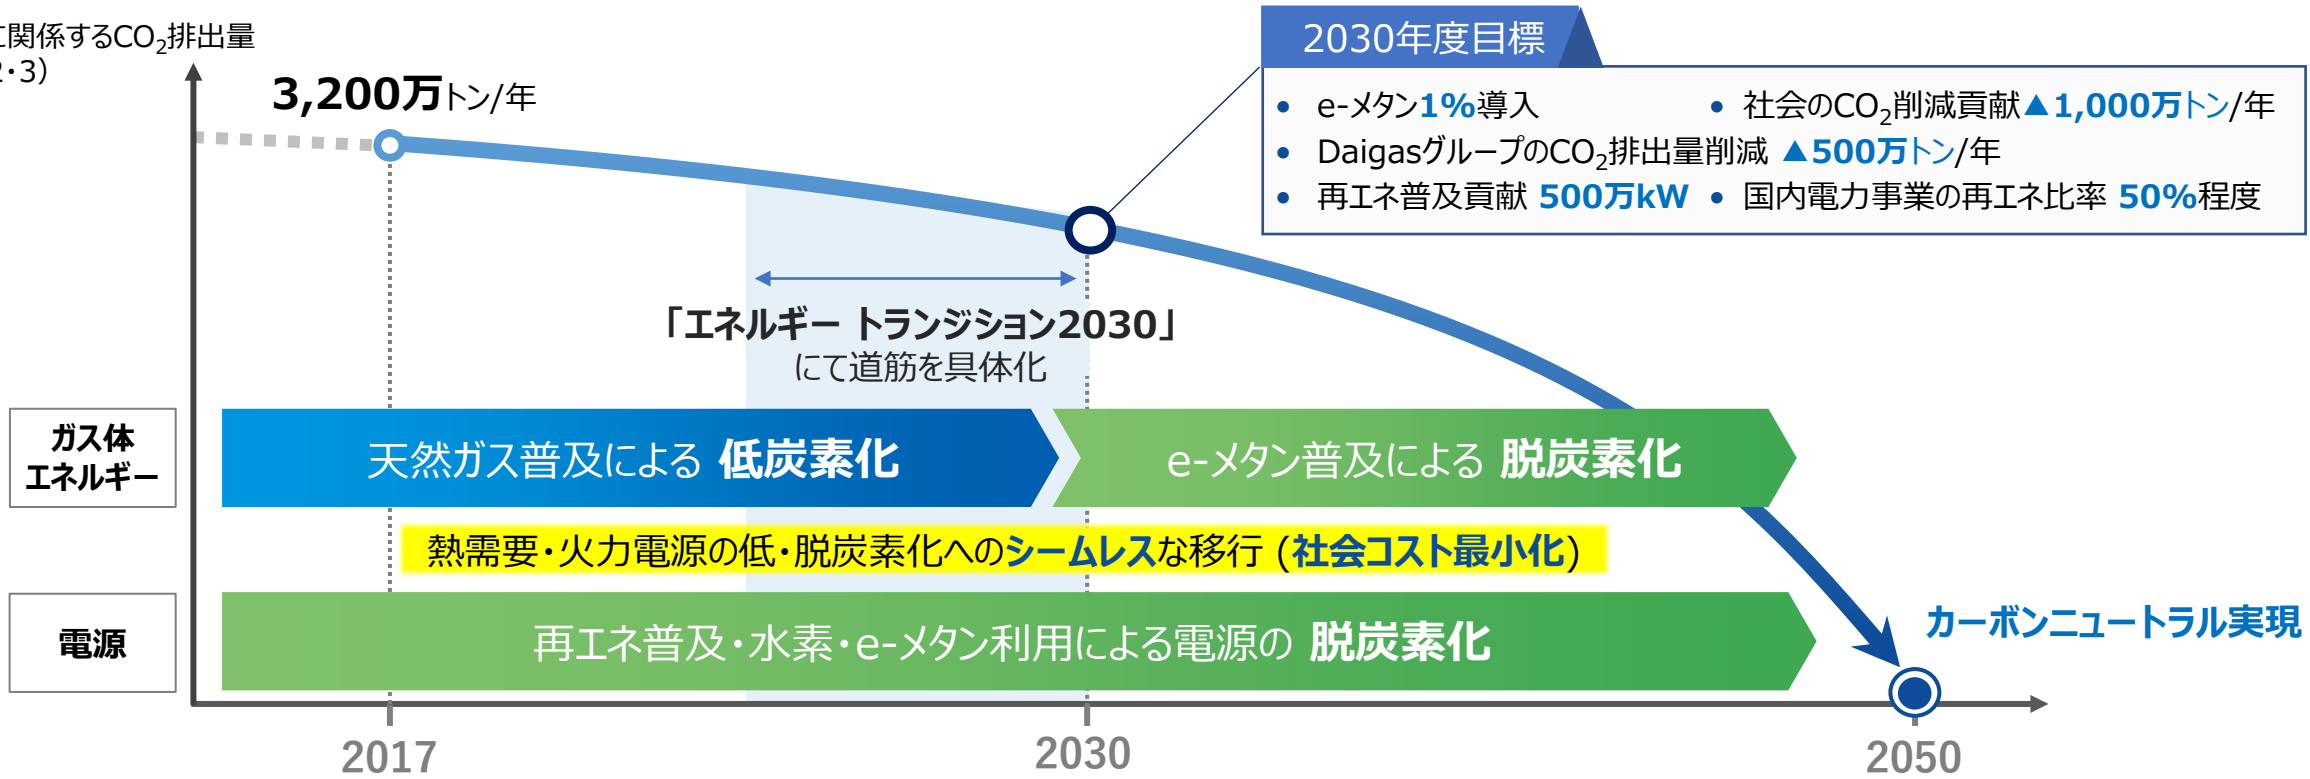 に関係するCO₂排出量
2・3）
3,200万トン/年
2030年度目標
• e-メタン1%導入
• 社会のCO₂削減貢献▲1,000万トン/年
• DaigasグループのCO₂排出量削減 ▲500万トン/年
• 再エネ普及貢献 500万kW
• 国内電力事業の再エネ比率 50%程度
「エネルギー トランジション2030」
にて道筋を具体化
ガス体
エネルギー
天然ガス普及による 低炭素化
e-メタン普及による 脱炭素化
熱需要・火力電源の低・脱炭素化へのシームレスな移行 (社会コスト最小化)
電源
再エネ普及・水素・e-メタン利用による電源の 脱炭素化
カーボンニュートラル実現
2017
2030
2050